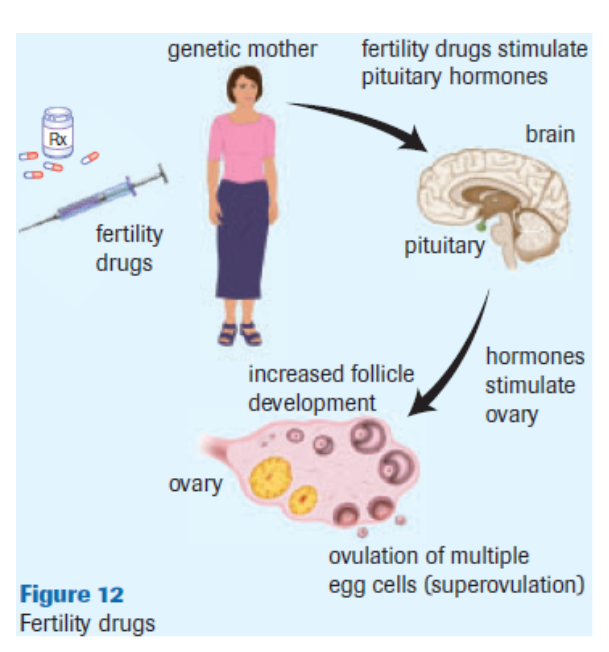 genetic mother
fertility drugs stimulate
pituitary hormones
Rx
brain
fertility
drugs
pituitary
hormones
stimulate
ovary
increased follicle
development
ovary
ovulation of multiple
egg cells (superovulation)
Figure 12
Fertility drugs